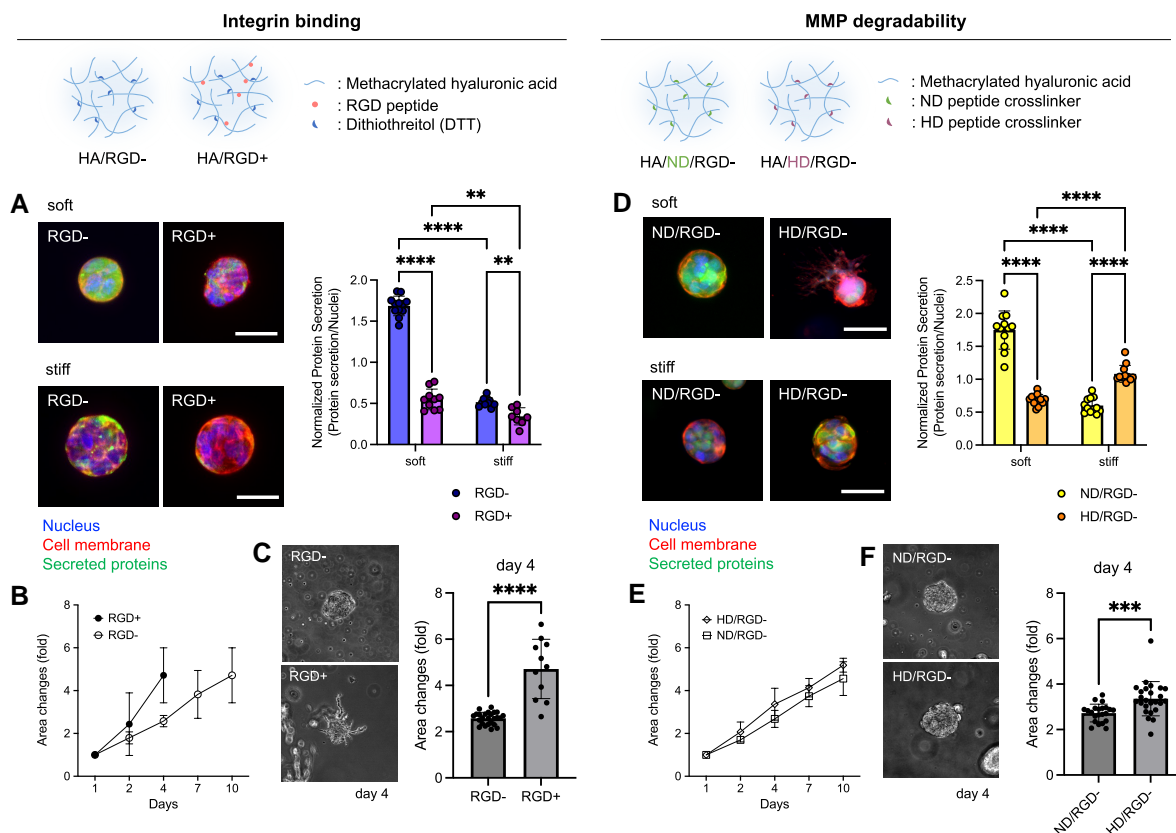 Integrin binding
: Methacrylated hyaluronic acid
: RGD peptide
: Dithiothreitol (DTT)
HA/RGD-
HA/RGD+
MMP degradability
: Methacrylated hyaluronic acid
: ND peptide crosslinker
: HD peptide crosslinker
HA/ND/RGD-
HA/HD/RGD-
A
soft
RGD-
RGD+
stiff
RGD-
RGD+
Nucleus
Cell membrane
Secreted proteins
Normalized Protein Secretion
(Protein secretion/Nuclei)
2.0
1.5
1.0
0.5
0.0
**
****
****
**
soft
stiff
RGD-
RGD+
D
soft
ND/RGD-
HD/RGD-
stiff
ND/RGD-
HD/RGD-
Nucleus
Cell membrane
Secreted proteins
Normalized Protein Secretion
(Protein secretion/Nuclei)
2.5
2.0
1.5
1.0
0.5
0.0
****
****
****
****
soft
stiff
ND/RGD-
HD/RGD-
B
Area changes (fold)
8
6
4
2
0
RGD+
RGD-
1
2
4
7
10
Days
C
RGD-
RGD+
day 4
day 4
****
Area changes (fold)
8
6
4
2
0
RGD-
RGD+
E
Area changes (fold)
8
6
4
2
0
HD/RGD-
ND/RGD-
1
2
4
7
10
Days
F
ND/RGD-
HD/RGD-
day 4
day 4
***
Area changes (fold)
8
6
4
2
0
ND/RGD-
HD/RGD-